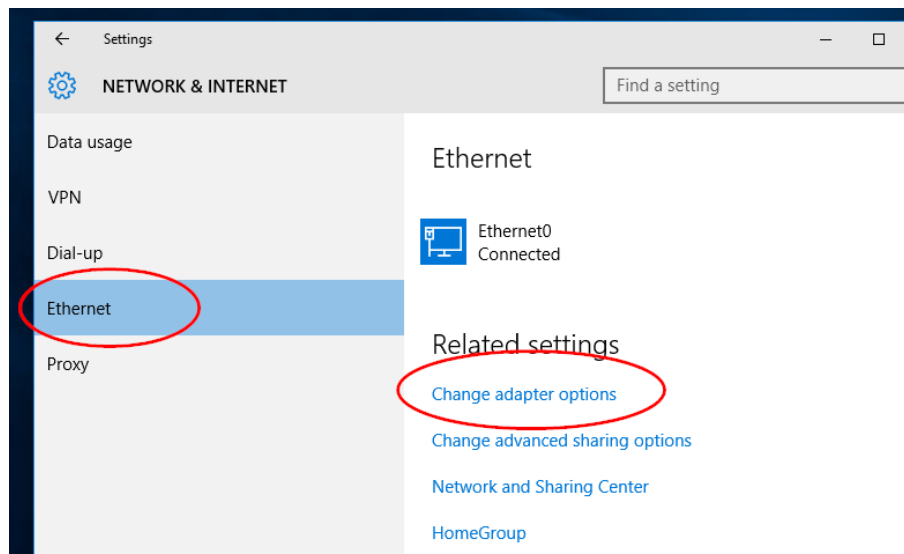 Settings
NETWORK & INTERNET
Find a setting
Data usage
VPN
Dial-up
Ethernet
Proxy
Ethernet
Ethernet0
Connected
Related settings
Change adapter options
Change advanced sharing options
Network and Sharing Center
HomeGroup